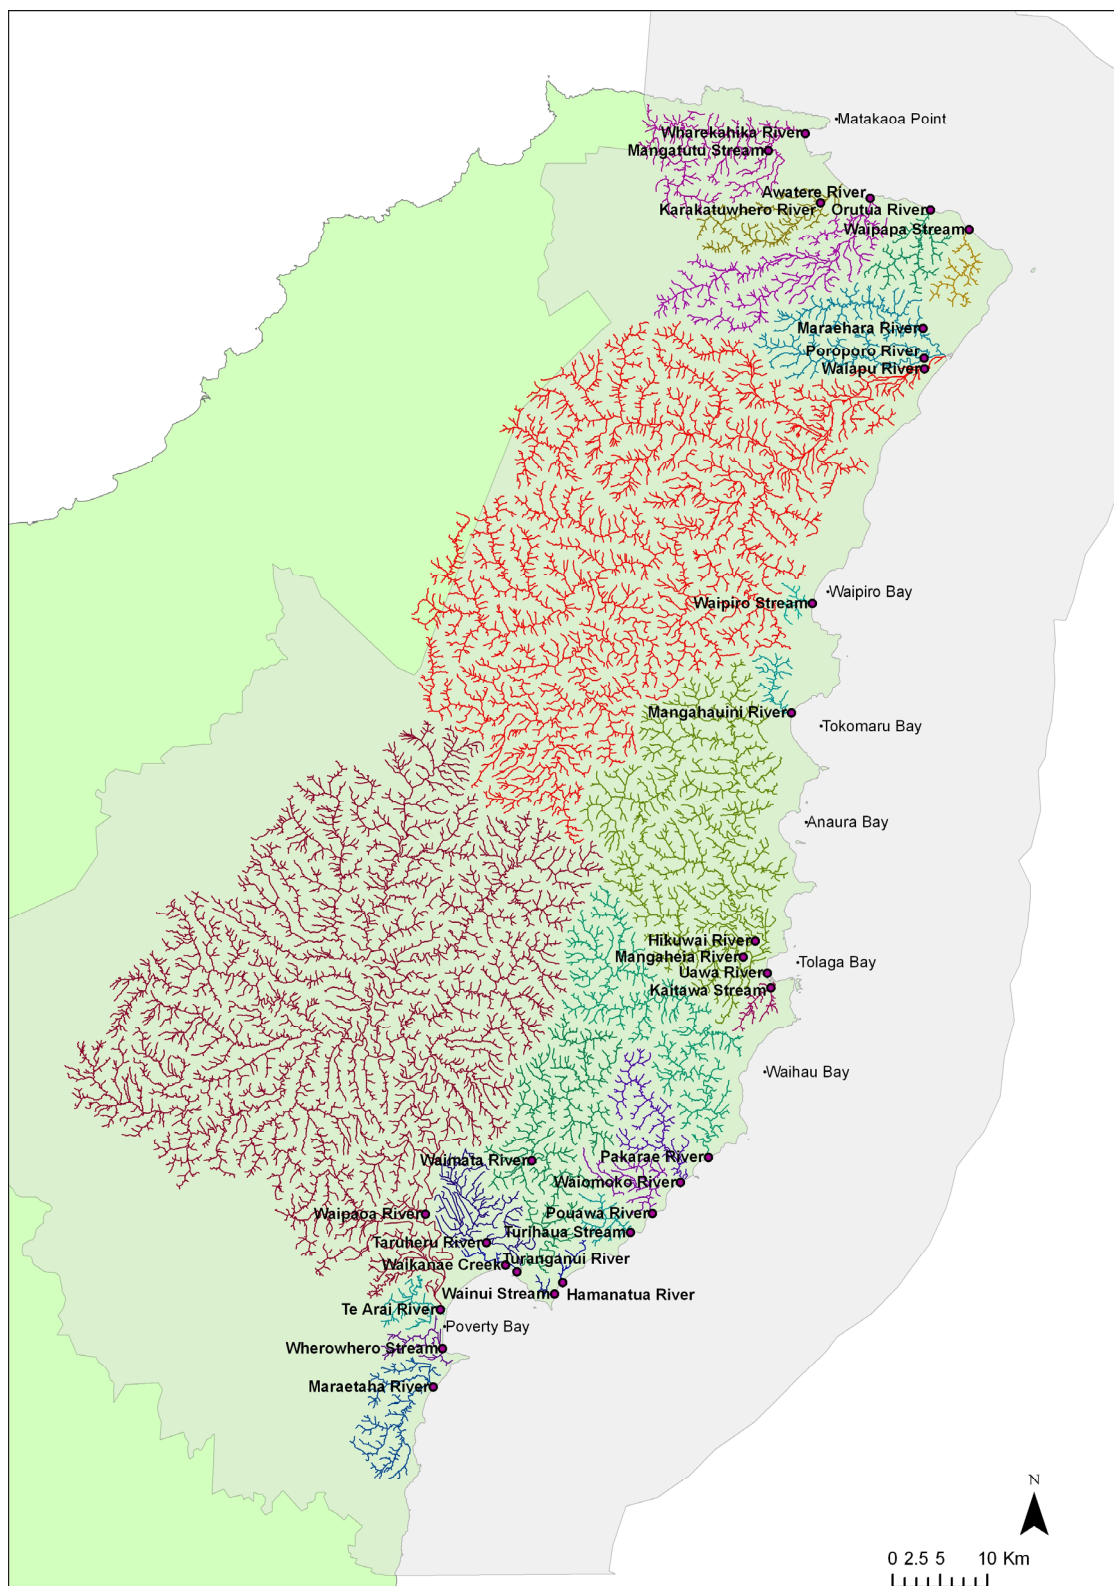 Matakaoa Point
Wharekahika River
Mangatutu Stream
Awatere River
Karakatuwhero River
Orutua River
Waipapa Stream
Maraehara River
Poroporo River
Waiapu River
Waipiro Bay
Waipiro Stream
Mangahauini River
Tokomaru Bay
Anaura Bay
Hikuwai River
Mangaheia River
Tolaga Bay
Uawa River
Kaitawa Stream
Waihau Bay
Pakarae River
Waimata River
Waiomoko River
Waipaoa River
Pouawa River
Turihaua Stream
Taruheru River
Turanganui River
Waikanae Creek
Wainui Stream
Hamanatua River
Te Arai River
Poverty Bay
Wherowhero Stream
Maraetaha River
N
0 2.5 5 10 Km